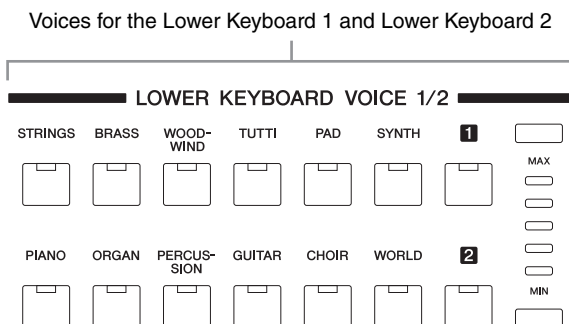 Voices for the Lower Keyboard 1 and Lower Keyboard 2
LOWER KEYBOARD VOICE 1/2
STRINGS BRASS WOOD-WIND TUTTI PAD SYNTH 1
MAX
PIANO ORGAN PERCUS-SION GUITAR CHOIR WORLD 2
MIN